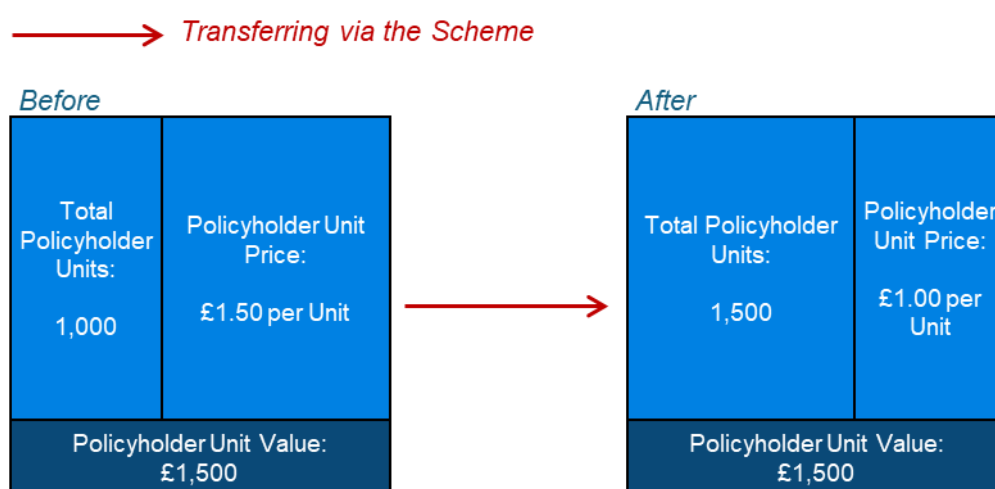 Transferring via the Scheme
Before
Total
Policyholder
Units:
1,000
Policyholder Unit
Price:
£1.50 per Unit
Policyholder Unit Value:
£1,500
After
Total Policyholder
Units:
1,500
Policyholder
Unit Price:
£1.00 per
Unit
Policyholder Unit Value:
£1,500